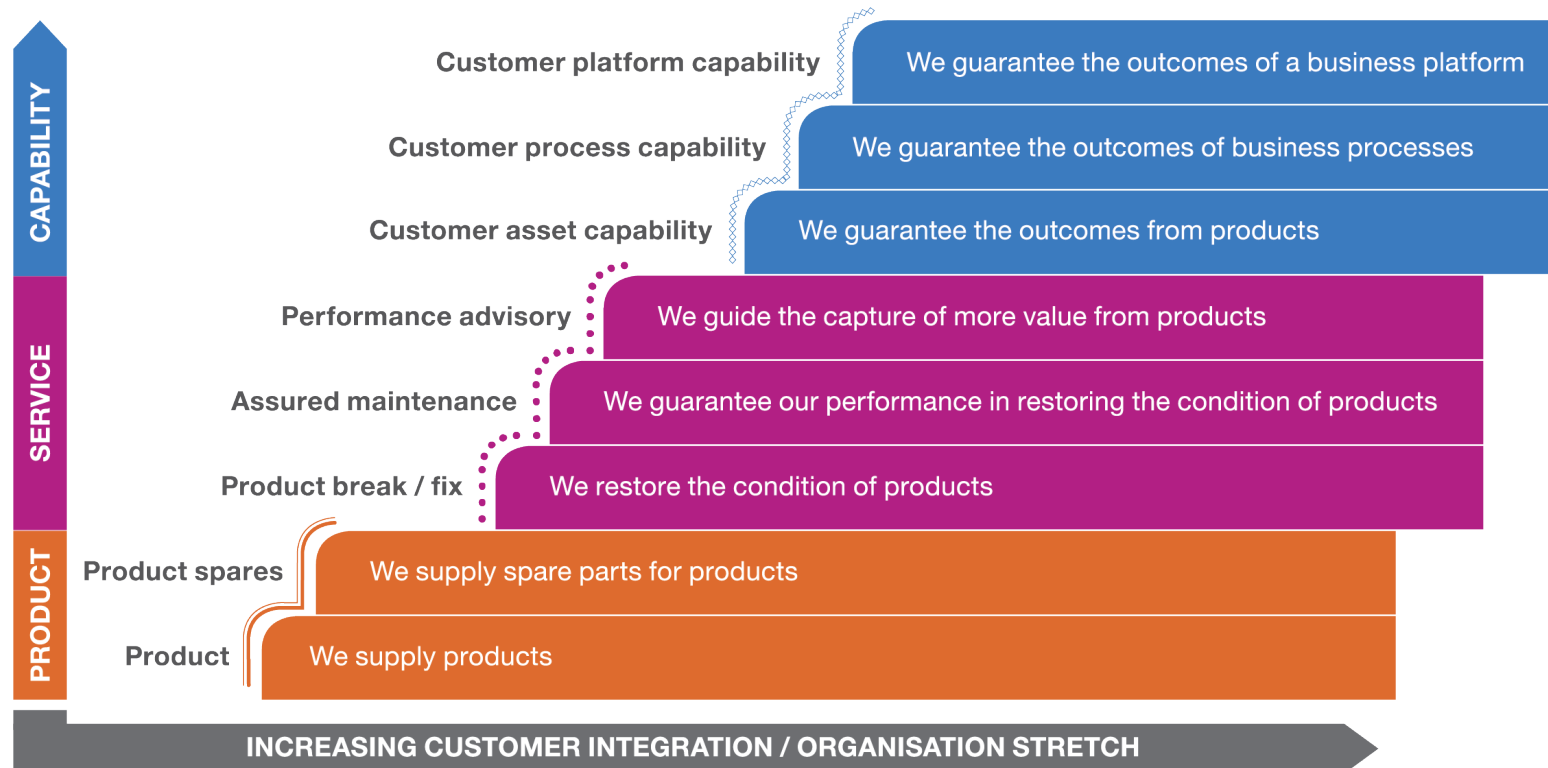 CAPABILITY
Customer platform capability
We guarantee the outcomes of a business platform
Customer process capability
We guarantee the outcomes of business processes
Customer asset capability
We guarantee the outcomes from products
SERVICE
Performance advisory
We guide the capture of more value from products
Assured maintenance
We guarantee our performance in restoring the condition of products
Product break / fix
We restore the condition of products
PRODUCT
Product spares
We supply spare parts for products
Product
We supply products
INCREASING CUSTOMER INTEGRATION / ORGANISATION STRETCH